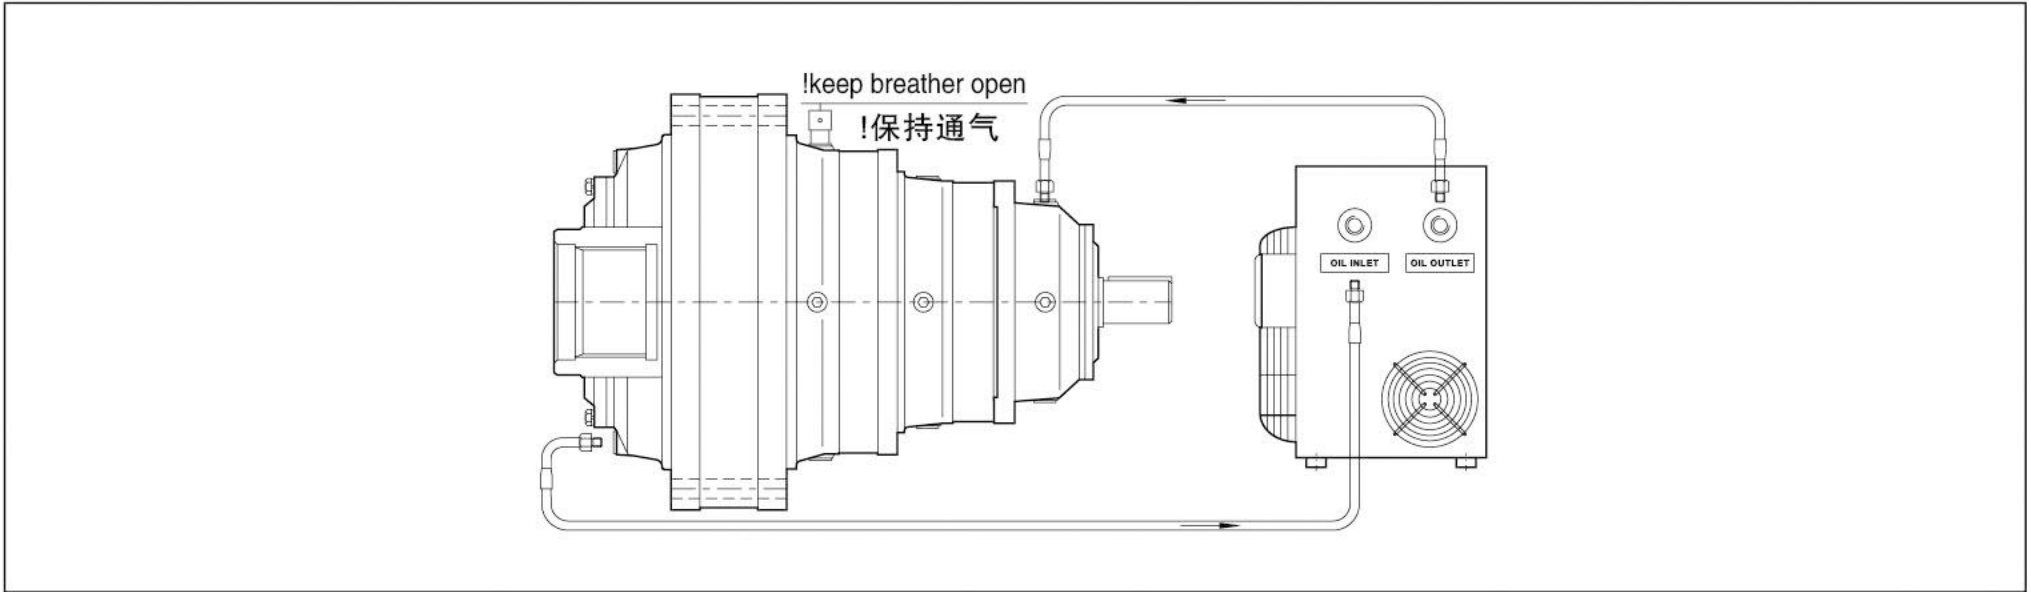 !keep breather open
!保持通气
OIL INLET
OIL OUTLET